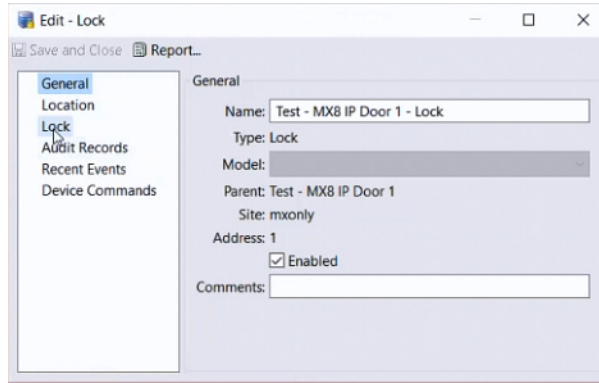 Edit - Lock
Save and Close Report...
General
Location
Lock
Audit Records
Recent Events
Device Commands
General
Name: Test - MX8 IP Door 1 - Lock
Type: Lock
Model:
Parent: Test - MX8 IP Door 1
Site: mxonly
Address: 1
Enabled
Comments: